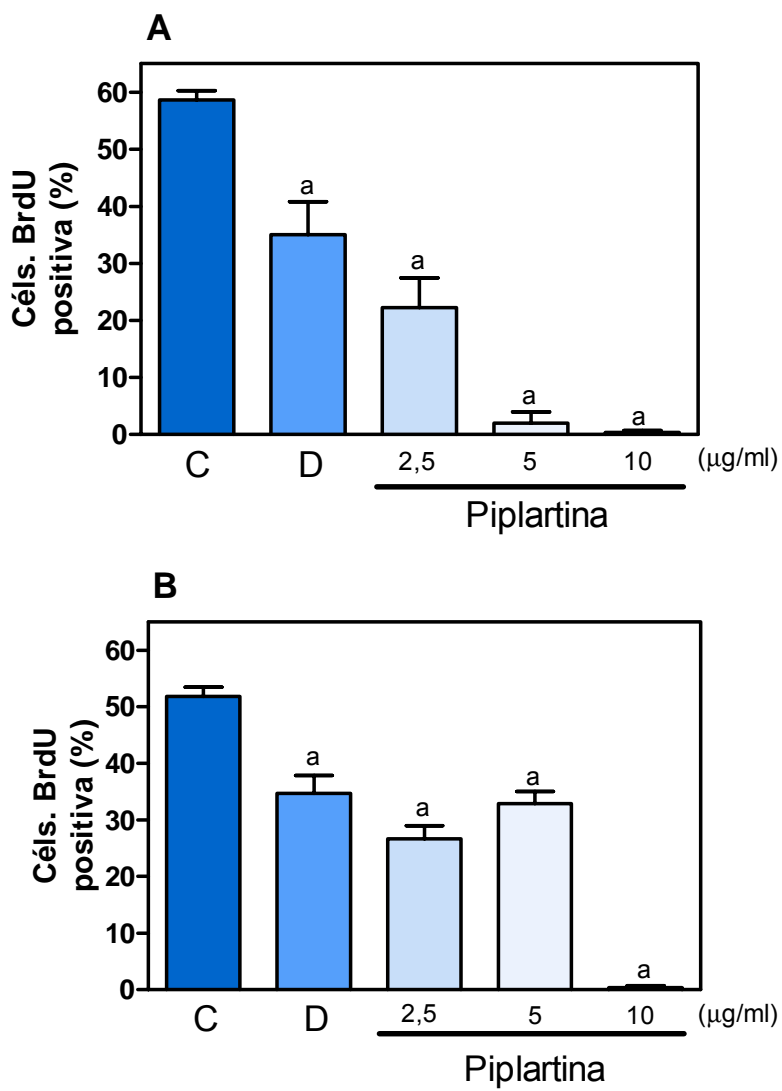 A
Céls. BrdU
positiva (%)
60
50
40
30
20
10
0
a
a
a
a
C D 2,5 5 10 (μg/ml)
Piplartina
B
Céls. BrdU
positiva (%)
60
50
40
30
20
10
0
a
a
a
a
C D 2,5 5 10 (μg/ml)
Piplartina